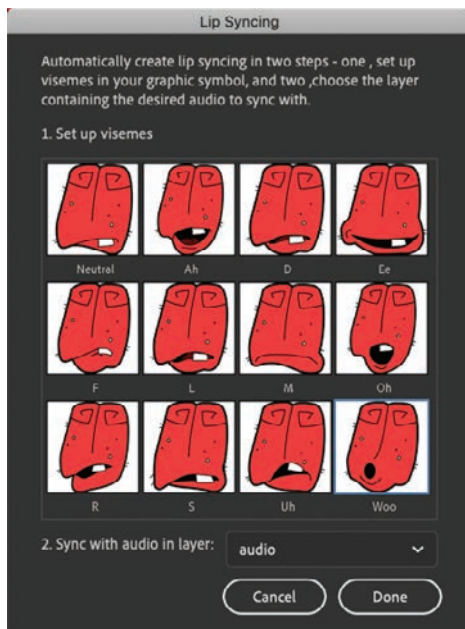 Lip Syncing
Automatically create lip syncing in two steps - one , set up
visemes in your graphic symbol, and two ,choose the layer
containing the desired audio to sync with.
1. Set up visemes
Neutral Ah D Ee
F L M Oh
R S Uh Woo
2. Sync with audio in layer: audio
Cancel Done